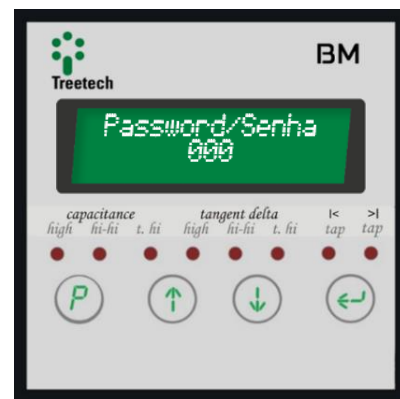 Treetech
BM
Password/Senha
000
capacitance tangent delta |< >|
high hi-hi t. hi high hi-hi t. hi tap tap
P